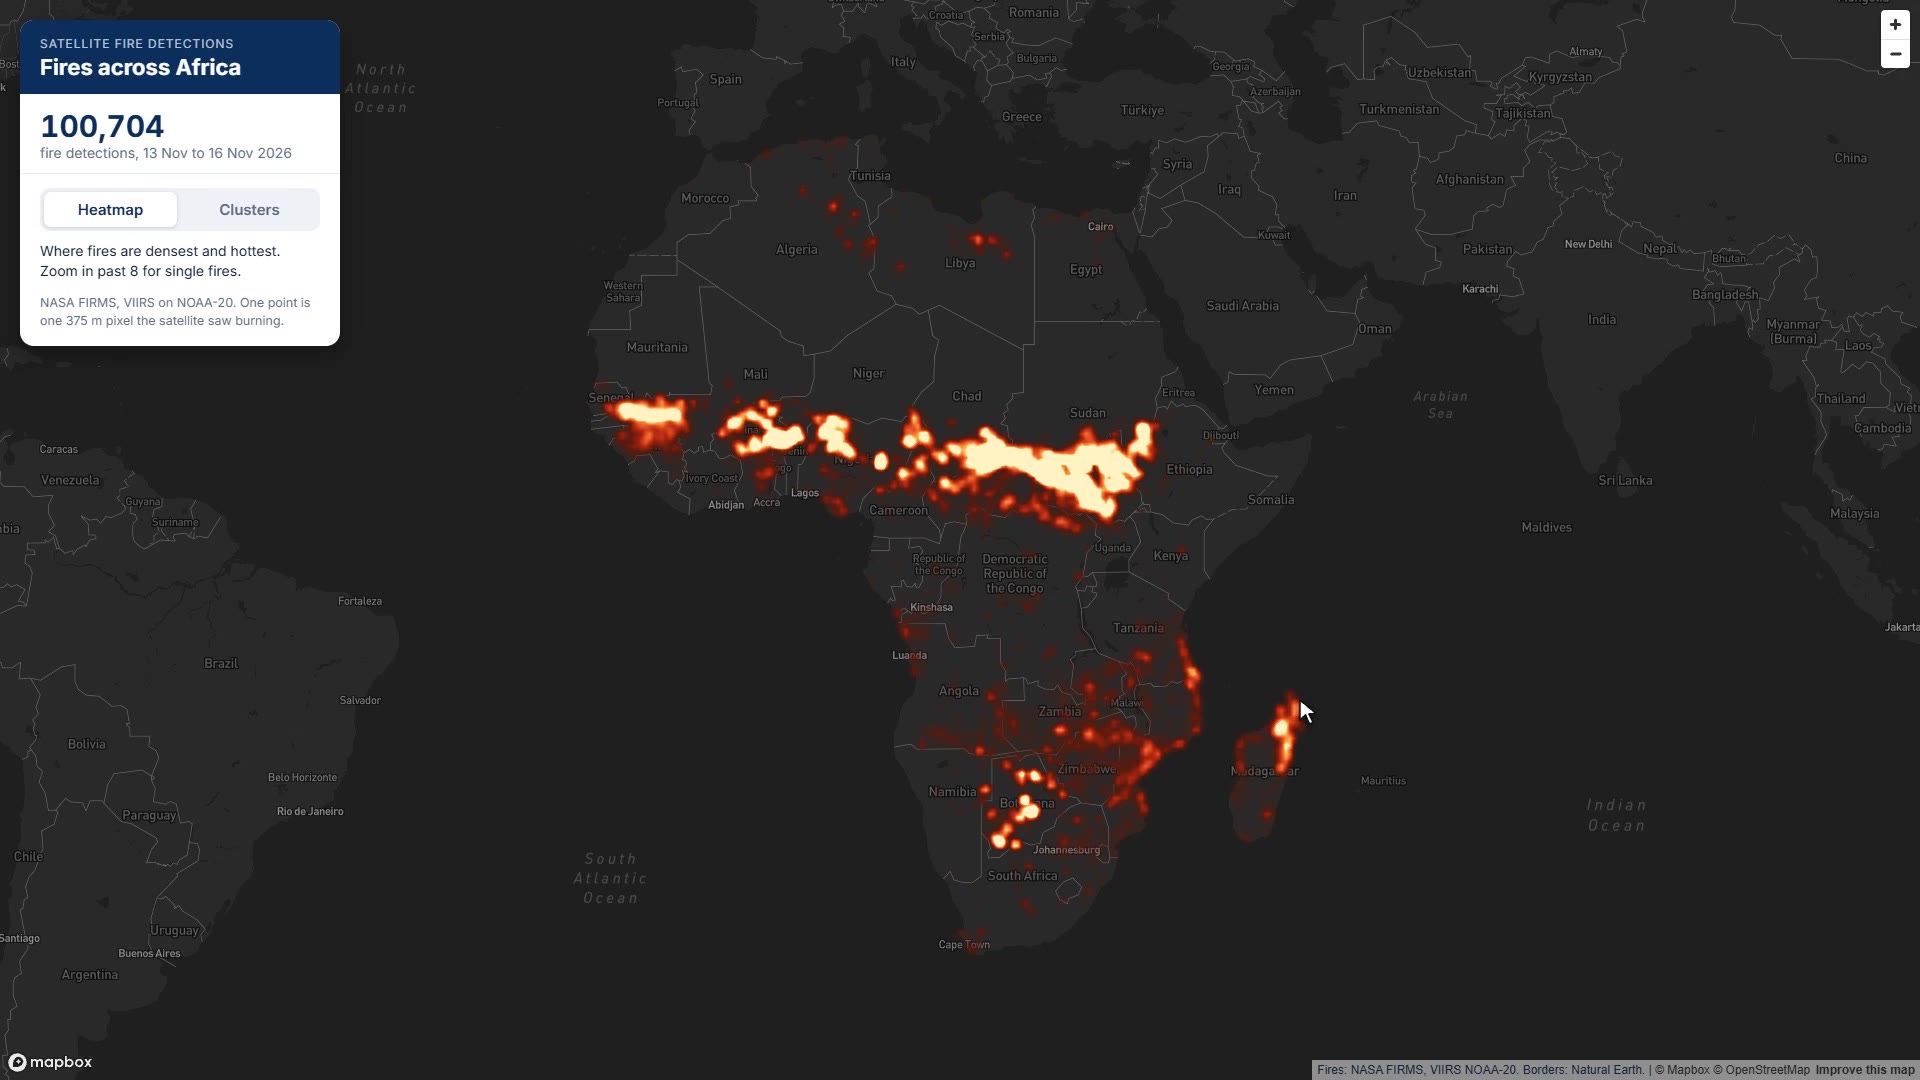 SATELLITE FIRE DETECTIONS
Fires across Africa
100,704
fire detections, 13 Nov to 16 Nov 2026
Heatmap
Clusters
Where fires are densest and hottest.
Zoom in past 8 for single fires.
NASA FIRMS, VIIRS on NOAA-20. One point is
one 375 m pixel the satellite saw burning.
+
−
North
Atlantic
Ocean
Croatia
Romania
Serbia
Italy
Bulgaria
Spain
Portugal
Greece
Türkiye
Georgia
Azerbaijan
Uzbekistan
Almaty
Kyrgyzstan
Turkmenistan
Tajikistan
China
Syria
Iraq
Iran
Afghanistan
Tunisia
Morocco
Algeria
Libya
Cairo
Egypt
Kuwait
Pakistan
New Delhi
Nepal
Bhutan
Karachi
Bangladesh
Western
Sahara
Saudi Arabia
Oman
India
Myanmar
(Burma)
Laos
Mauritania
Mali
Niger
Chad
Sudan
Eritrea
Yemen
Arabian
Sea
Thailand
Cambodia
Senegal
Djibouti
Ethiopia
Somalia
Sri Lanka
Maldives
Malaysia
Ivory Coast
Abidjan
Accra
Lagos
Cameroon
Caracas
Venezuela
Guyana
Suriname
Republic of
the Congo
Democratic
Republic of
the Congo
Uganda
Kenya
Kinshasa
Tanzania
Luanda
Jakarta
Fortaleza
Brazil
Salvador
Angola
Zambia
Malawi
Bolivia
Belo Horizonte
Rio de Janeiro
Paraguay
Zimbabwe
Namibia
Botswana
Madagascar
Mauritius
Indian
Ocean
Johannesburg
South Africa
Cape Town
South
Atlantic
Ocean
Chile
Santiago
Uruguay
Buenos Aires
Argentina
mapbox
Fires: NASA FIRMS, VIIRS NOAA-20. Borders: Natural Earth. | © Mapbox © OpenStreetMap Improve this map